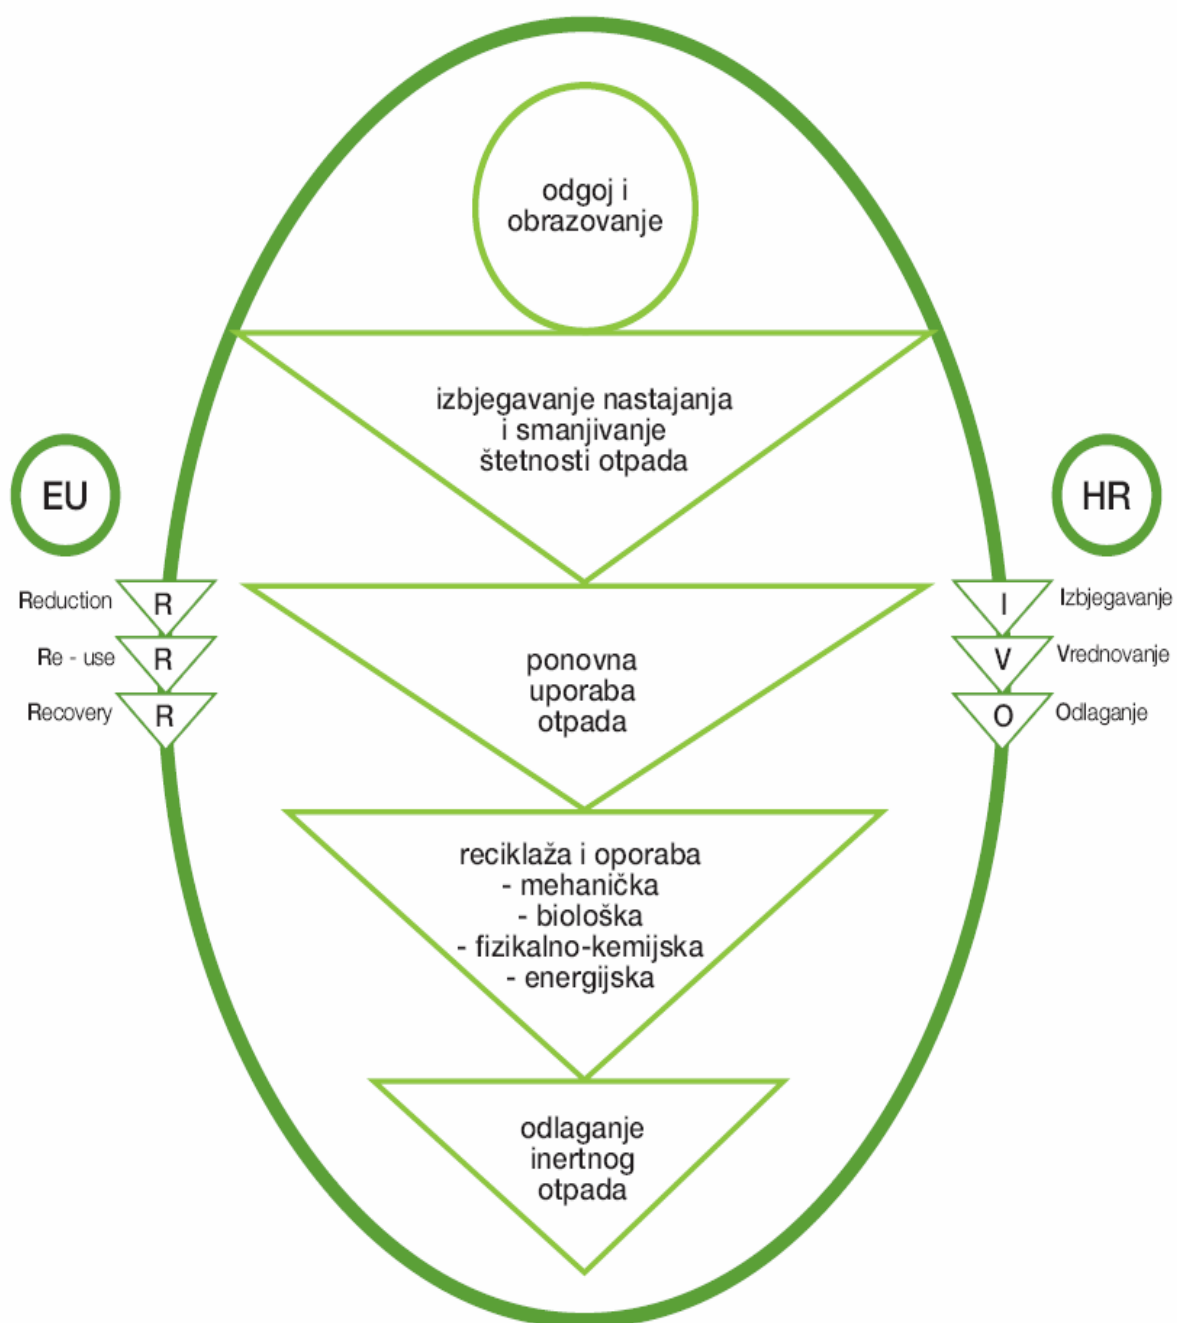 odgoj i
obrazovanje
izbjegavanje nastajanja
i smanjivanje
štetnosti otpada
EU
Reduction R
Re - use R
Recovery R
HR
I Izbjegavanje
V Vrednovanje
O Odlaganje
ponovna
uporaba
otpada
reciklaža i oporaba
- mehanička
- biološka
- fizikalno-kemijska
- energijska
odlaganje
inertnog
otpada